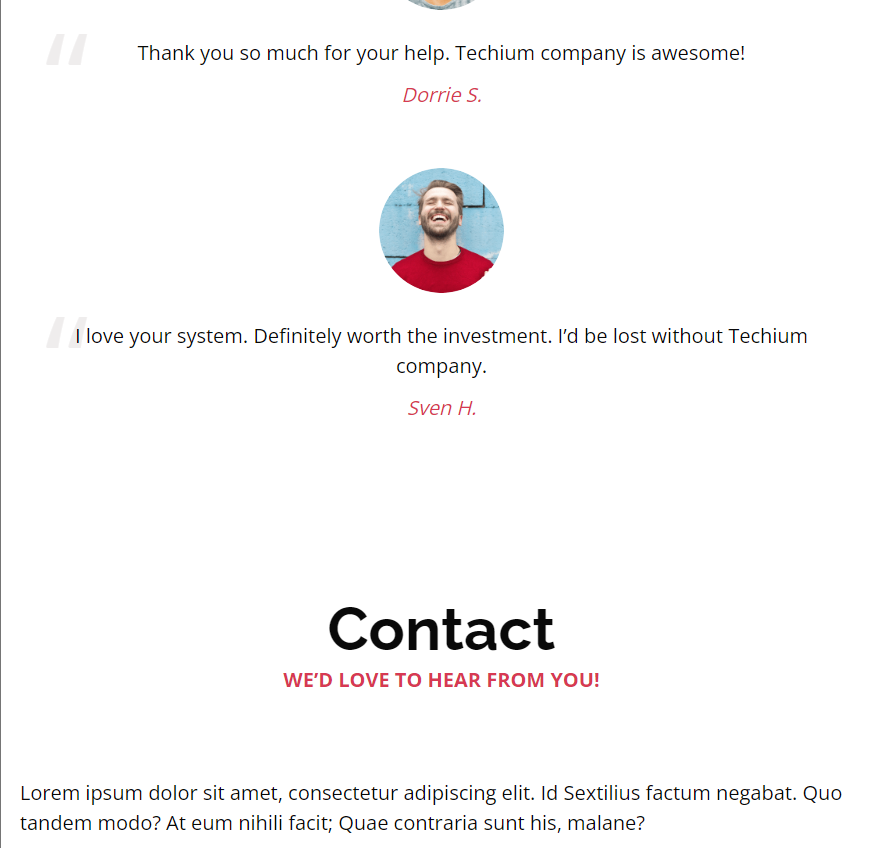 “
Thank you so much for your help. Techium company is awesome!
Dorrie S.
“
I love your system. Definitely worth the investment. I’d be lost without Techium
company.
Sven H.
Contact
WE’D LOVE TO HEAR FROM YOU!
Lorem ipsum dolor sit amet, consectetur adipiscing elit. Id Sextilius factum negabat. Quo
tandem modo? At eum nihili facit; Quae contraria sunt his, malane?